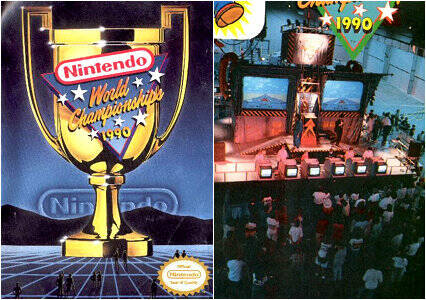 Nintendo
World
Championships
1990
Nintendo
Official
Nintendo
Seal of Quality
1990